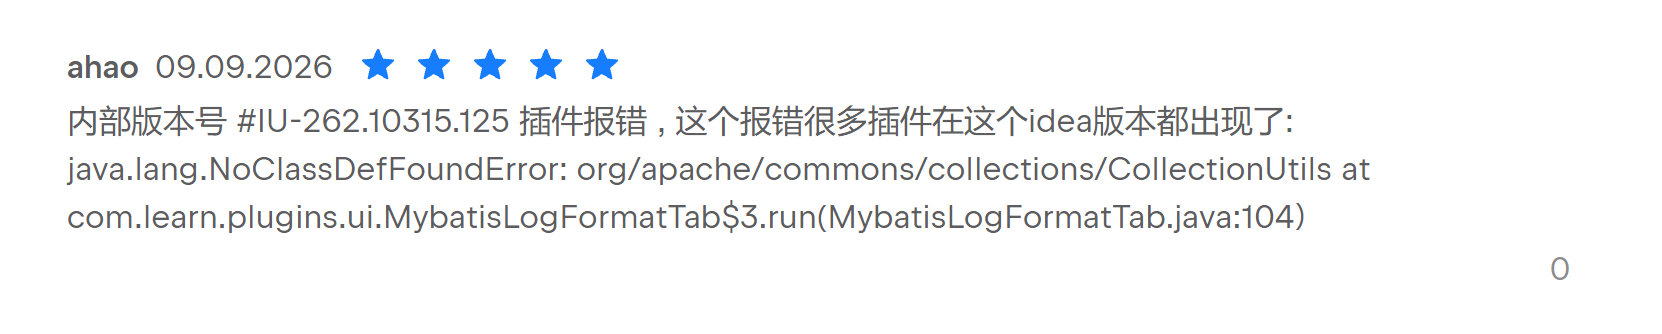 ahao 09.09.2026
内部版本号 #IU-262.10315.125 插件报错 , 这个报错很多插件在这个idea版本都出现了:
java.lang.NoClassDefFoundError: org/apache/commons/collections/CollectionUtils at
com.learn.plugins.ui.MybatisLogFormatTab$3.run(MybatisLogFormatTab.java:104)
0